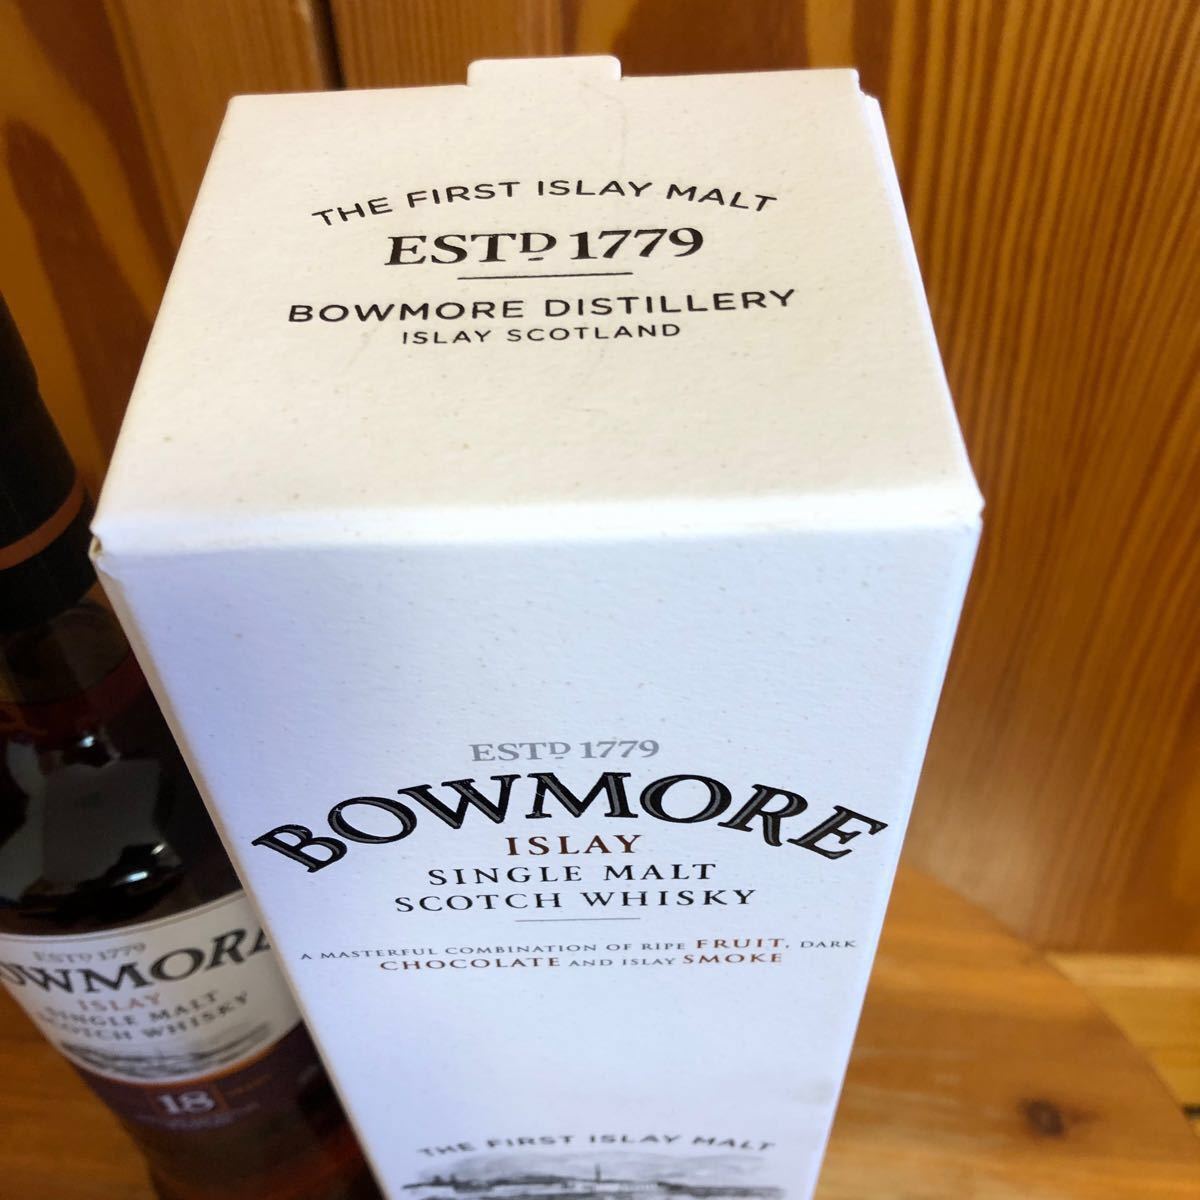 THE FIRST ISLAY MALT
ESTD 1779
BOWMORE DISTILLERY
ISLAY SCOTLAND
ESTD 1779
BOWMORE
ISLAY
SINGLE MALT
SCOTCH WHISKY
A MASTERFUL COMBINATION OF RIPE FRUIT, DARK
CHOCOLATE AND ISLAY SMOKE
THE FIRST ISLAY MALT
ESTD 1779
OWMORE
ISLAY
SINGLE MALT
SCOTCH WHISKY
18